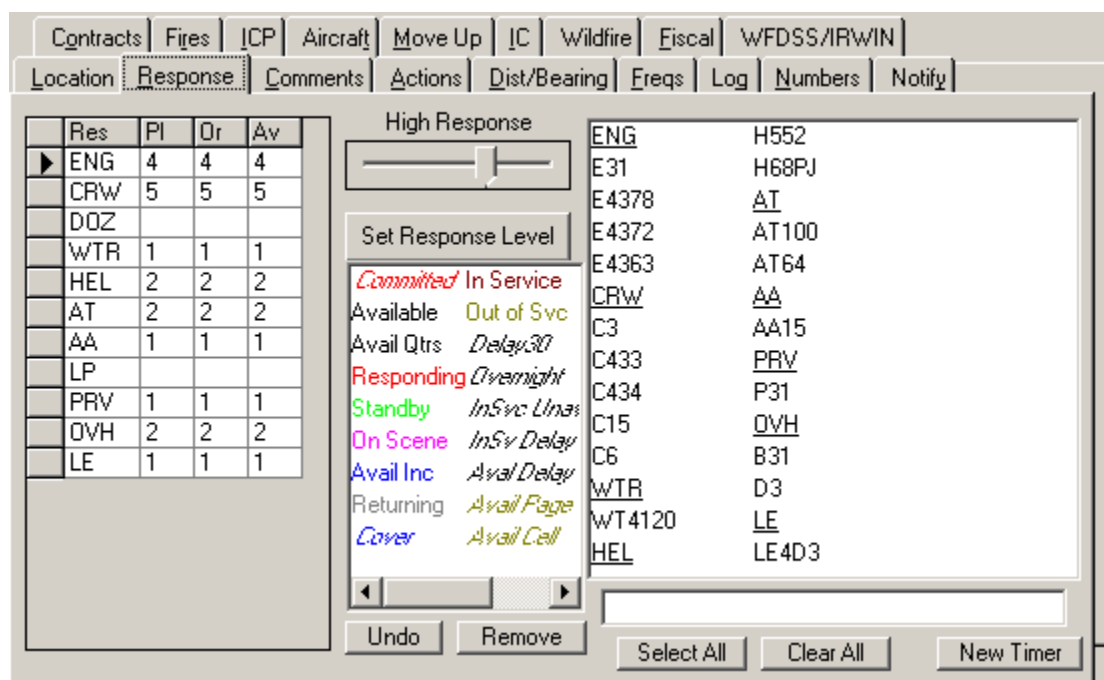 Contracts Fires ICP Aircraft Move Up IC Wildfire Fiscal WFDSS/IRWIN
Location Response Comments Actions Dist/Bearing Freqs Log Numbers Notify
Res Pl Or Av
ENG 4 4 4
CRW 5 5 5
DOZ
WTR 1 1 1
HEL 2 2 2
AT 2 2 2
AA 1 1 1
LP
PRV 1 1 1
OVH 2 2 2
LE 1 1 1
High Response
Set Response Level
Committed In Service
Available Out of Svc
Avail Qtrs Delay30
Responding Overnight
Standby InSvc Unav
On Scene InSv Delay
Avail Inc Aval Delay
Returning Avail Page
Cover Avail Cell
Undo Remove
ENG H552
E31 H68PJ
E4378 AT
E4372 AT100
E4363 AT64
CRW AA
C3 AA15
C433 PRV
C434 P31
C15 OVH
C6 B31
WTR D3
WT4120 LE
HEL LE4D3
Select All Clear All New Timer